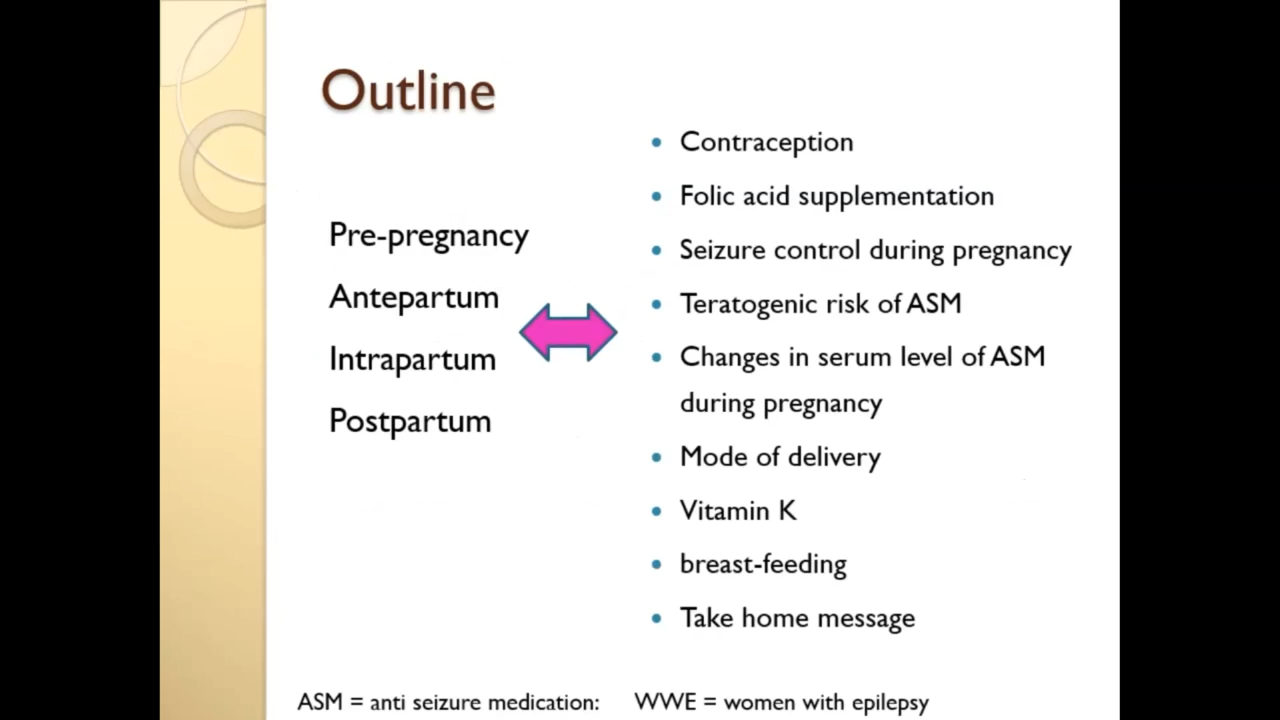 Outline
Pre-pregnancy
Antepartum
Intrapartum
Postpartum
• Contraception
• Folic acid supplementation
• Seizure control during pregnancy
• Teratogenic risk of ASM
• Changes in serum level of ASM
during pregnancy
• Mode of delivery
• Vitamin K
• breast-feeding
• Take home message
ASM = anti seizure medication: WWE = women with epilepsy